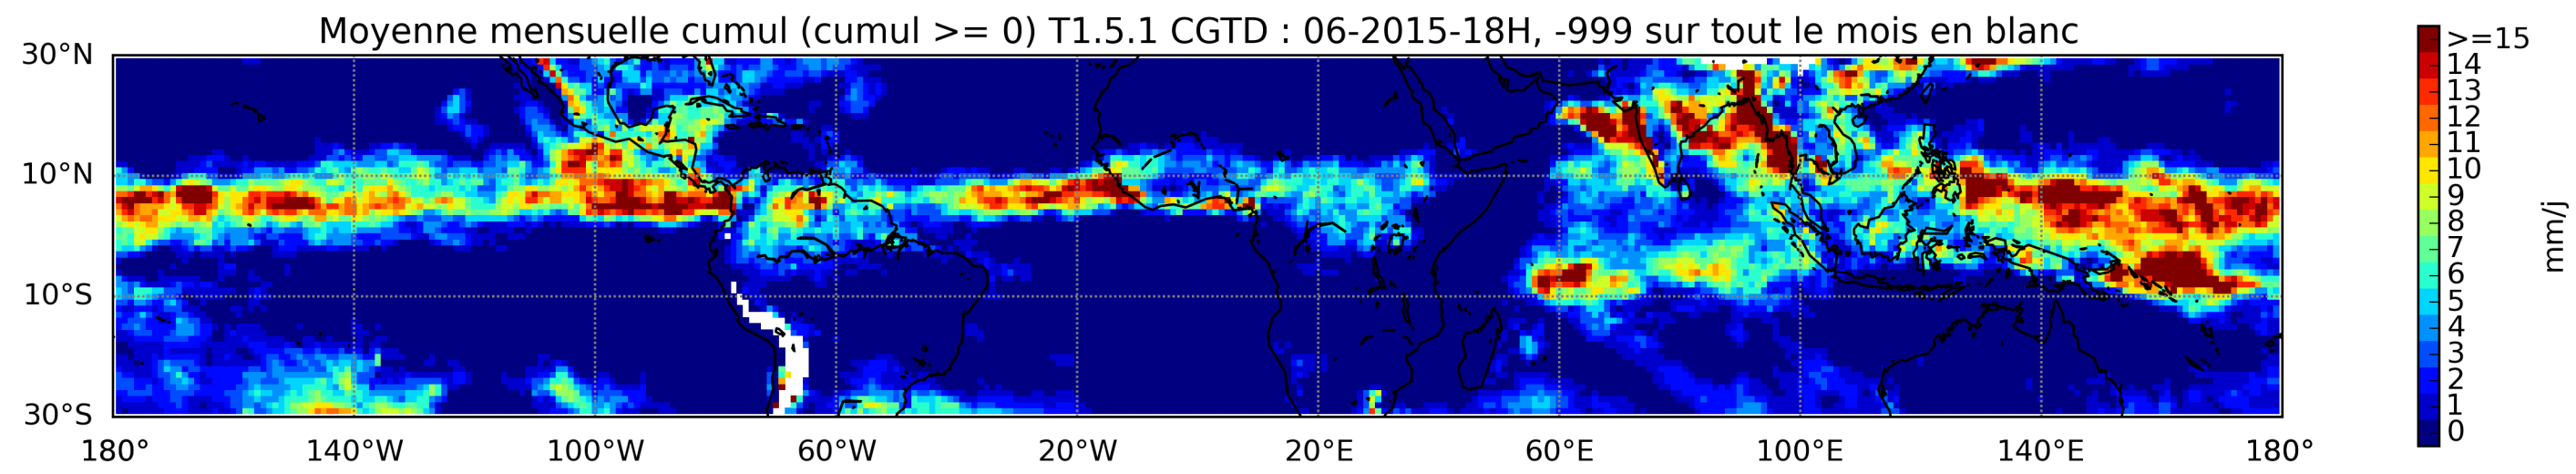 Moyenne mensuelle cumul (cumul >= 0) T1.5.1 CGTD : 06-2015-18H, -999 sur tout le mois en blanc
30°N
10°N
10°S
30°S
180° 140°W 100°W 60°W 20°W 20°E 60°E 100°E 140°E 180°
>=15
14
13
12
11
10
9
8
7
6
5
4
3
2
1
0
mm/j